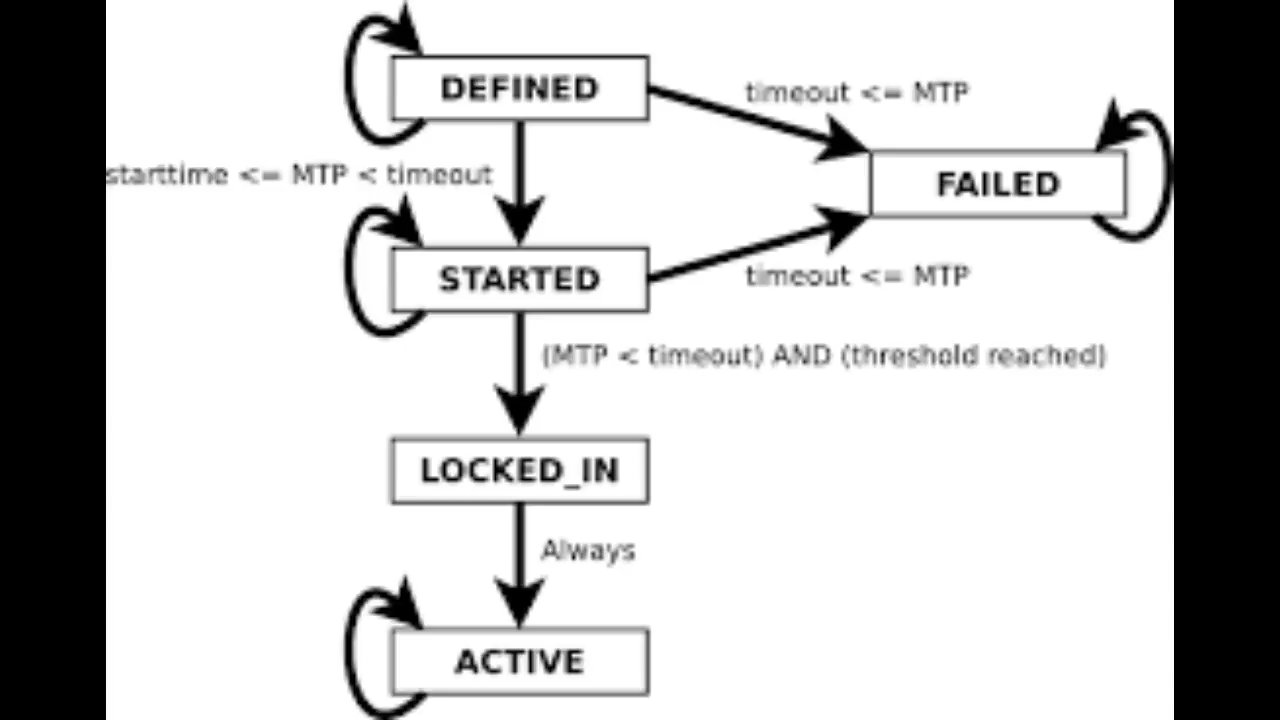 DEFINED
timeout <= MTP
starttime <= MTP < timeout
FAILED
STARTED
timeout <= MTP
(MTP < timeout) AND (threshold reached)
LOCKED_IN
Always
ACTIVE